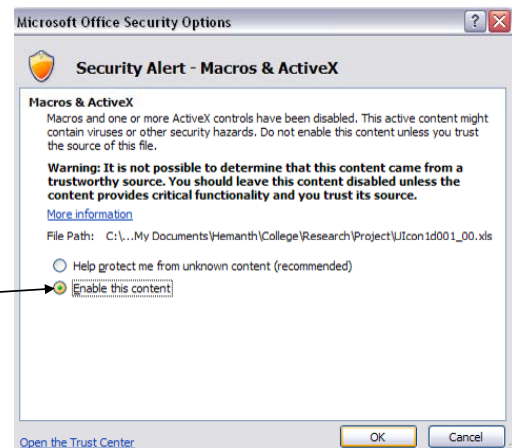 Microsoft Office Security Options
Security Alert - Macros & ActiveX
Macros & ActiveX
Macros and one or more ActiveX controls have been disabled. This active content might
contain viruses or other security hazards. Do not enable this content unless you trust
the source of this file.
Warning: It is not possible to determine that this content came from a
trustworthy source. You should leave this content disabled unless the
content provides critical functionality and you trust its source.
More information
File Path: C:\...My Documents\Hemanth\College\Research\Project\UIcon1d001_00.xls
Help protect me from unknown content (recommended)
Enable this content
Open the Trust Center
OK
Cancel